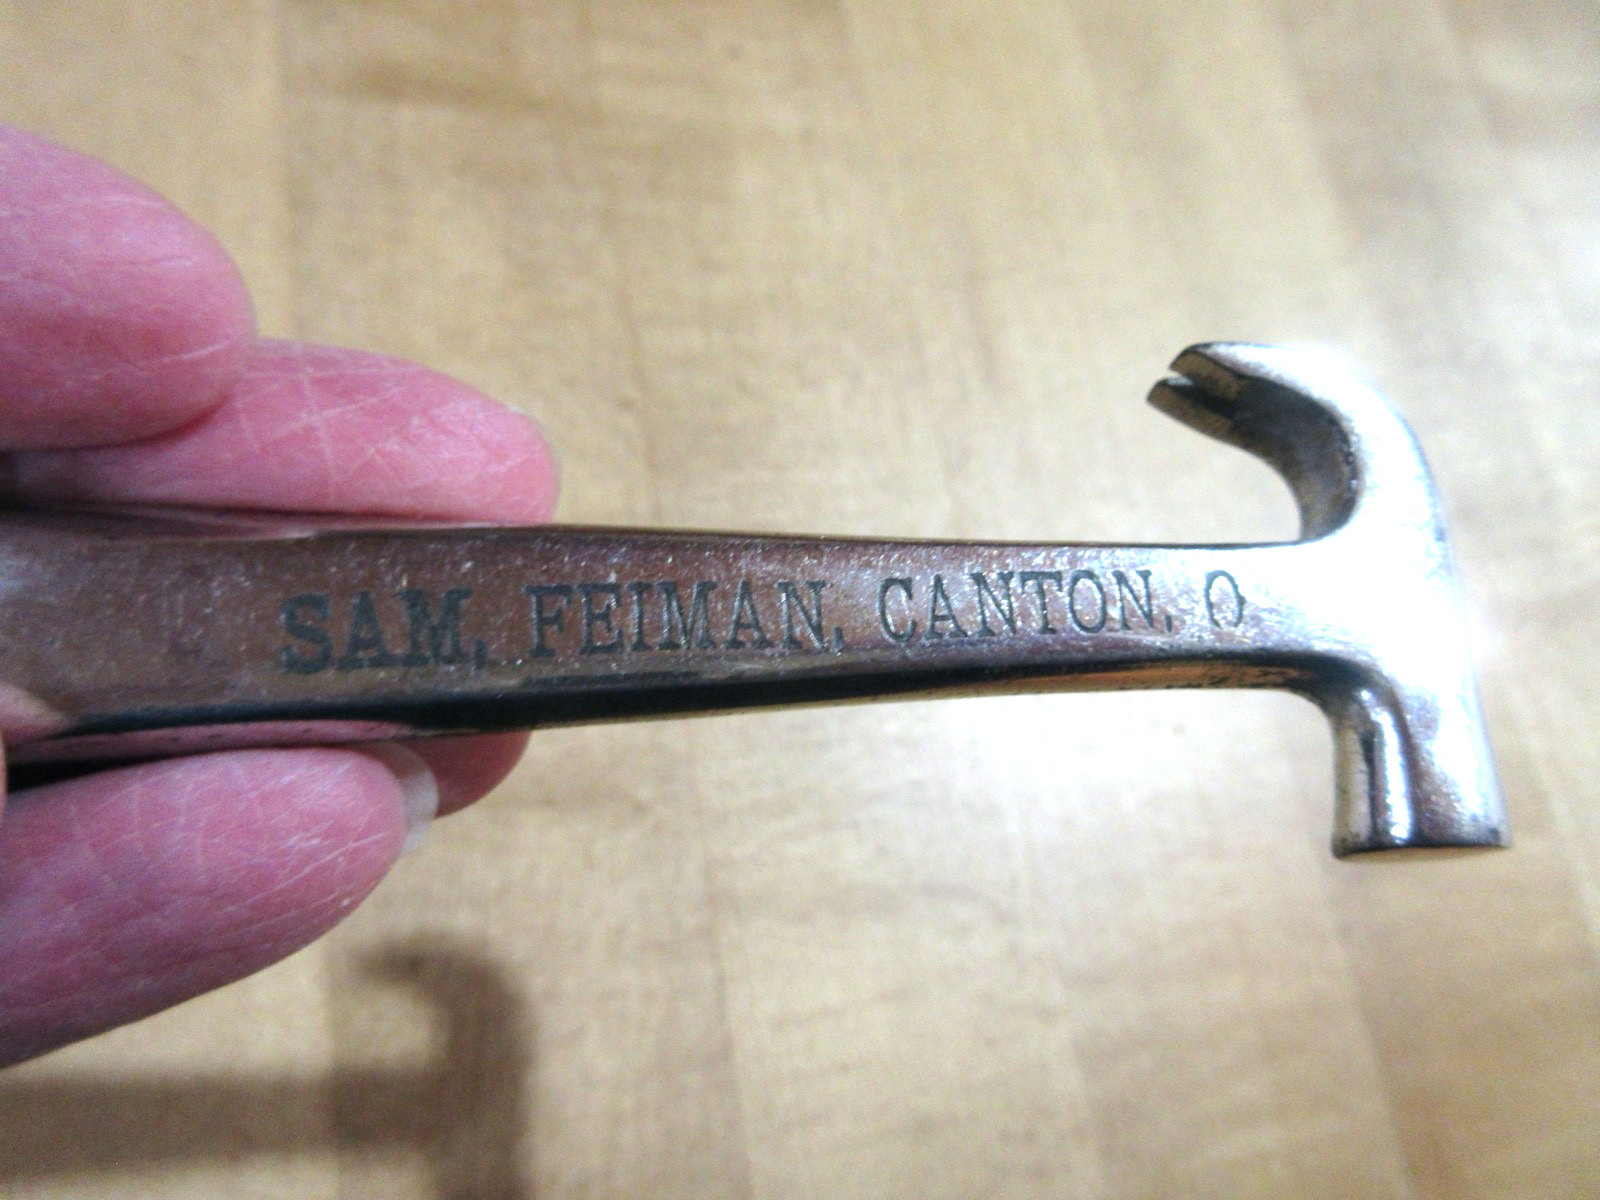 SAM, FEIMAN, CANTON, O